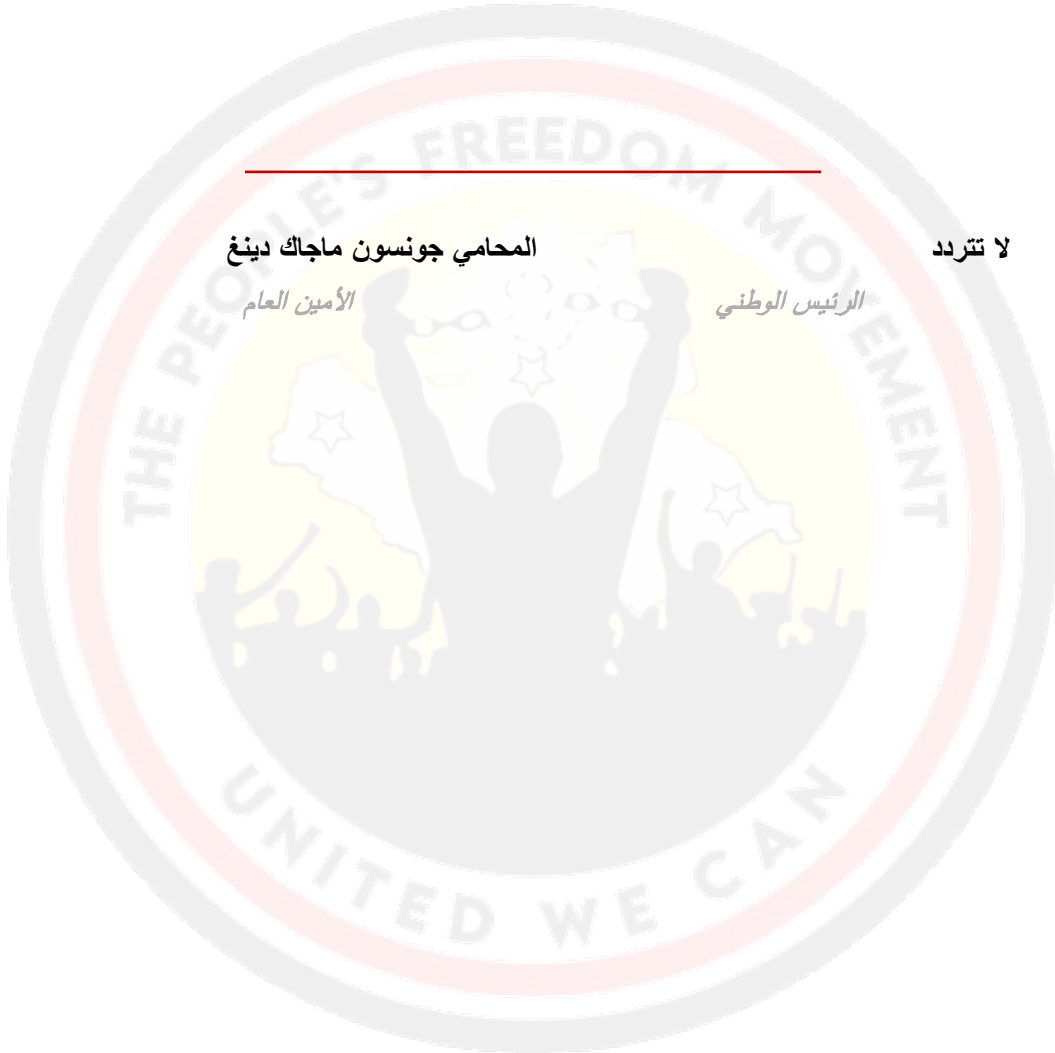 THE PEOPLE'S FREEDOM MOVEMENT
لا تتردد
المحامي جونسون ماجاك دينغ
الرئيس الوطني
الأمين العام
UNITED WE CAN